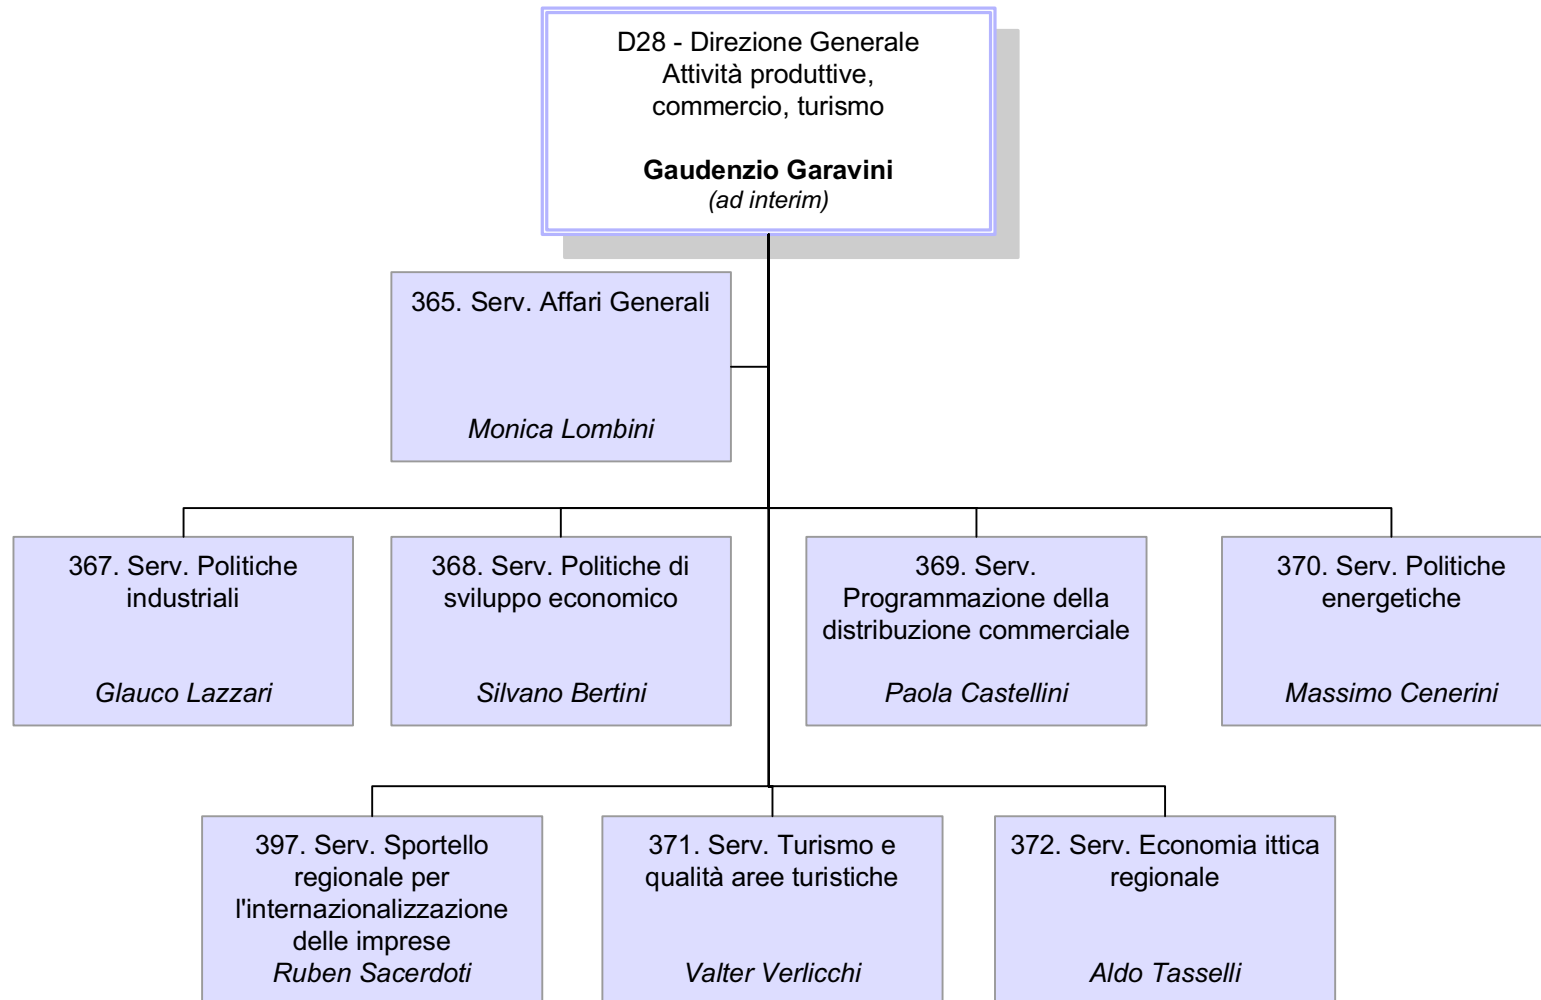 D28 - Direzione Generale
Attività produttive,
commercio, turismo
Gaudenzio Garavini
(ad interim)
365. Serv. Affari Generali
Monica Lombini
367. Serv. Politiche
industriali
Glauco Lazzari
368. Serv. Politiche di
sviluppo economico
Silvano Bertini
369. Serv.
Programmazione della
distribuzione commerciale
Paola Castellini
370. Serv. Politiche
energetiche
Massimo Cenerini
397. Serv. Sportello
regionale per
l'internazionalizzazione
delle imprese
Ruben Sacerdoti
371. Serv. Turismo e
qualità aree turistiche
Valter Verlicchi
372. Serv. Economia ittica
regionale
Aldo Tasselli